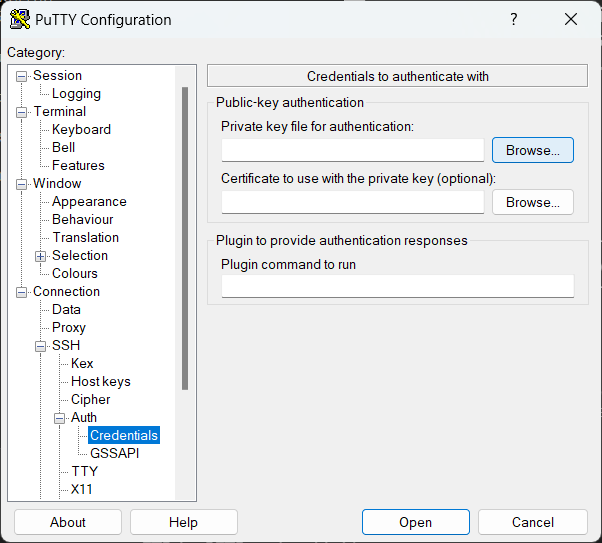 PuTTY Configuration
?
Category:
Session
Logging
Terminal
Keyboard
Bell
Features
Window
Appearance
Behaviour
Translation
Selection
Colours
Connection
Data
Proxy
SSH
Kex
Host keys
Cipher
Auth
Credentials
GSSAPI
TTY
X11
Credentials to authenticate with
Public-key authentication
Private key file for authentication:
Browse...
Certificate to use with the private key (optional):
Browse...
Plugin to provide authentication responses
Plugin command to run
About
Help
Open
Cancel